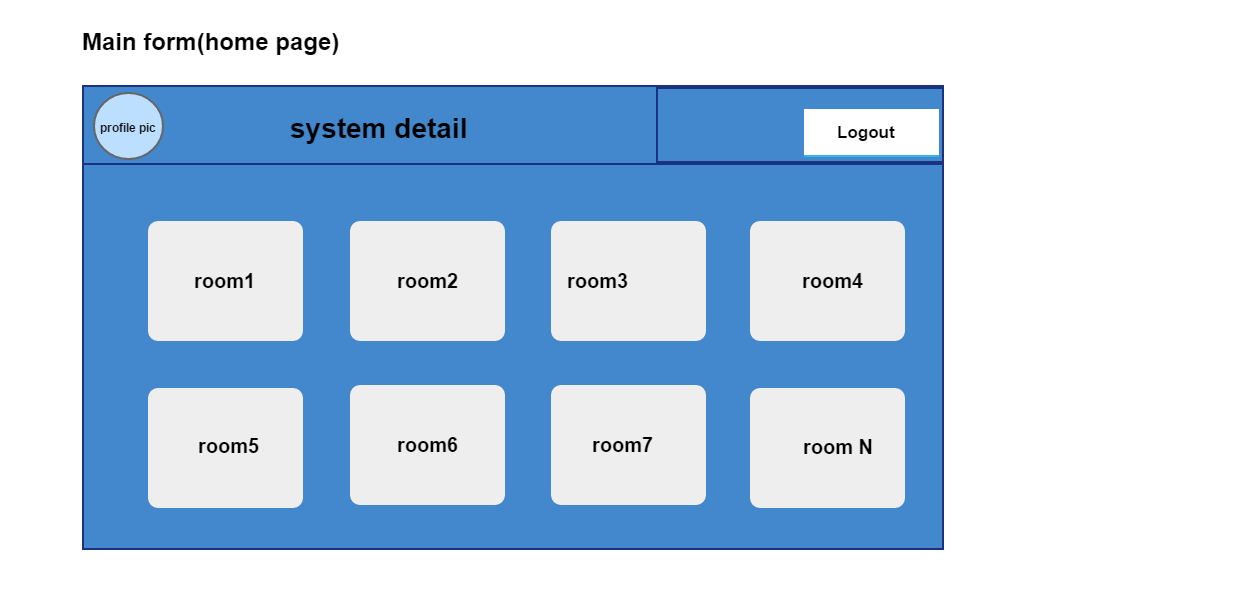 Main form(home page)
profile pic
system detail
Logout
room1
room2
room3
room4
room5
room6
room7
room N